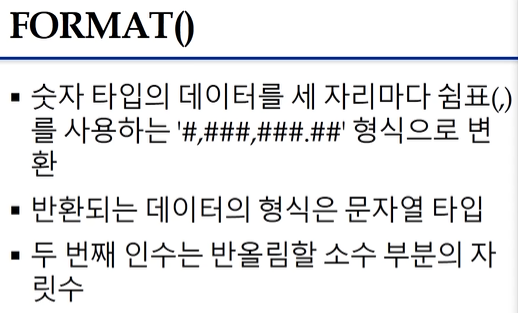 FORMAT()
▪ 숫자 타입의 데이터를 세 자리마다 쉼표(,)
를 사용하는 '#,###,###.##' 형식으로 변
환
▪ 반환되는 데이터의 형식은 문자열 타입
▪ 두 번째 인수는 반올림할 소수 부분의 자
릿수